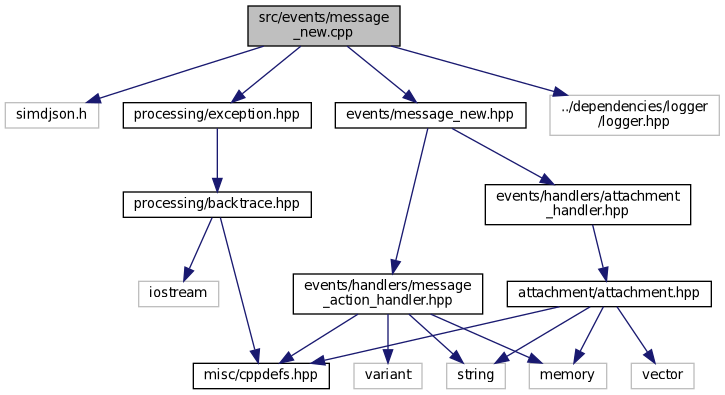 src/events/message
_new.cpp
simdjson.h
processing/exception.hpp
events/message_new.hpp
../dependencies/logger
/logger.hpp
processing/backtrace.hpp
events/handlers/attachment
_handler.hpp
iostream
events/handlers/message
_action_handler.hpp
attachment/attachment.hpp
misc/cppdefs.hpp
variant
string
memory
vector